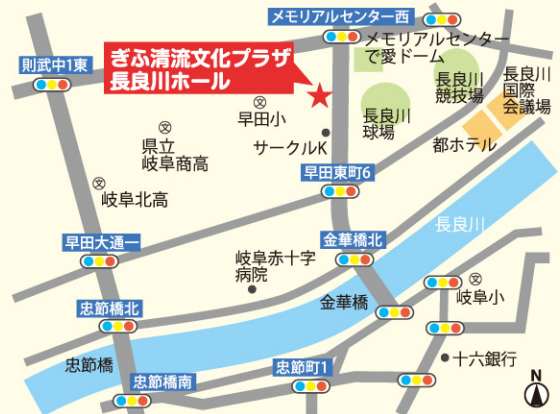 メモリアルセンター西
則武中1東
ぎふ清流文化プラザ
長良川ホール
メモリアルセンター
で愛ドーム
長良川
競技場
長良川
国際
会議場
文
早田小
長良川
球場
文
県立
岐阜商高
サークルK
都ホテル
早田東町6
文
岐阜北高
早田大通一
金華橋北
長良川
岐阜赤十字
病院
文
岐阜小
忠節橋北
金華橋
忠節橋
忠節町1
十六銀行
忠節橋南
N